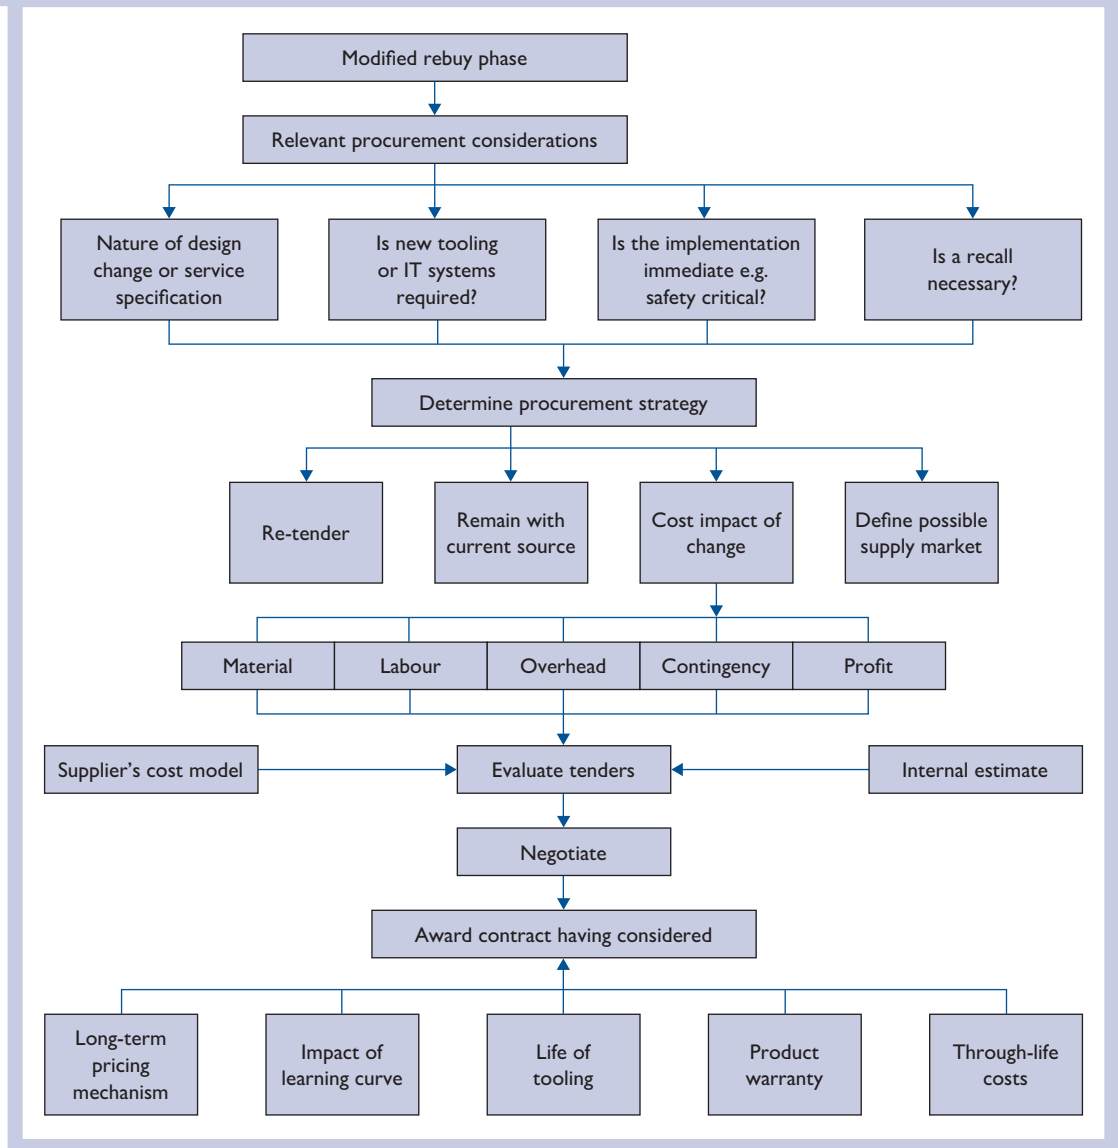 Modified rebuy phase
Relevant procurement considerations
Nature of design
change or service
specification
Is new tooling
or IT systems
required?
Is the implementation
immediate e.g.
safety critical?
Is a recall
necessary?
Determine procurement strategy
Re-tender
Remain with
current source
Cost impact of
change
Define possible
supply market
Material
Labour
Overhead
Contingency
Profit
Supplier's cost model
Evaluate tenders
Internal estimate
Negotiate
Award contract having considered
Long-term
pricing
mechanism
Impact of
learning curve
Life of
tooling
Product
warranty
Through-life
costs